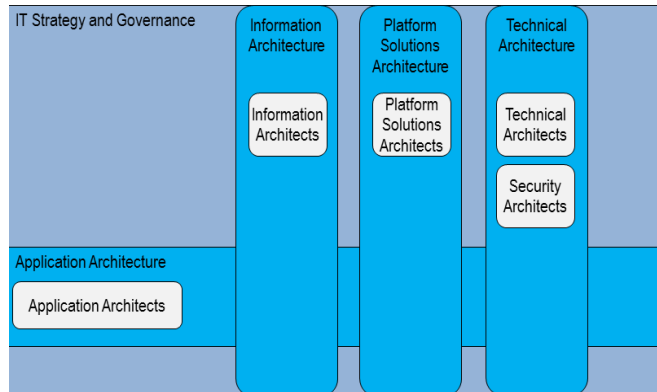 IT Strategy and Governance
Information
Architecture
Platform
Solutions
Architecture
Technical
Architecture
Information
Architects
Platform
Solutions
Architects
Technical
Architects
Security
Architects
Application Architecture
Application Architects